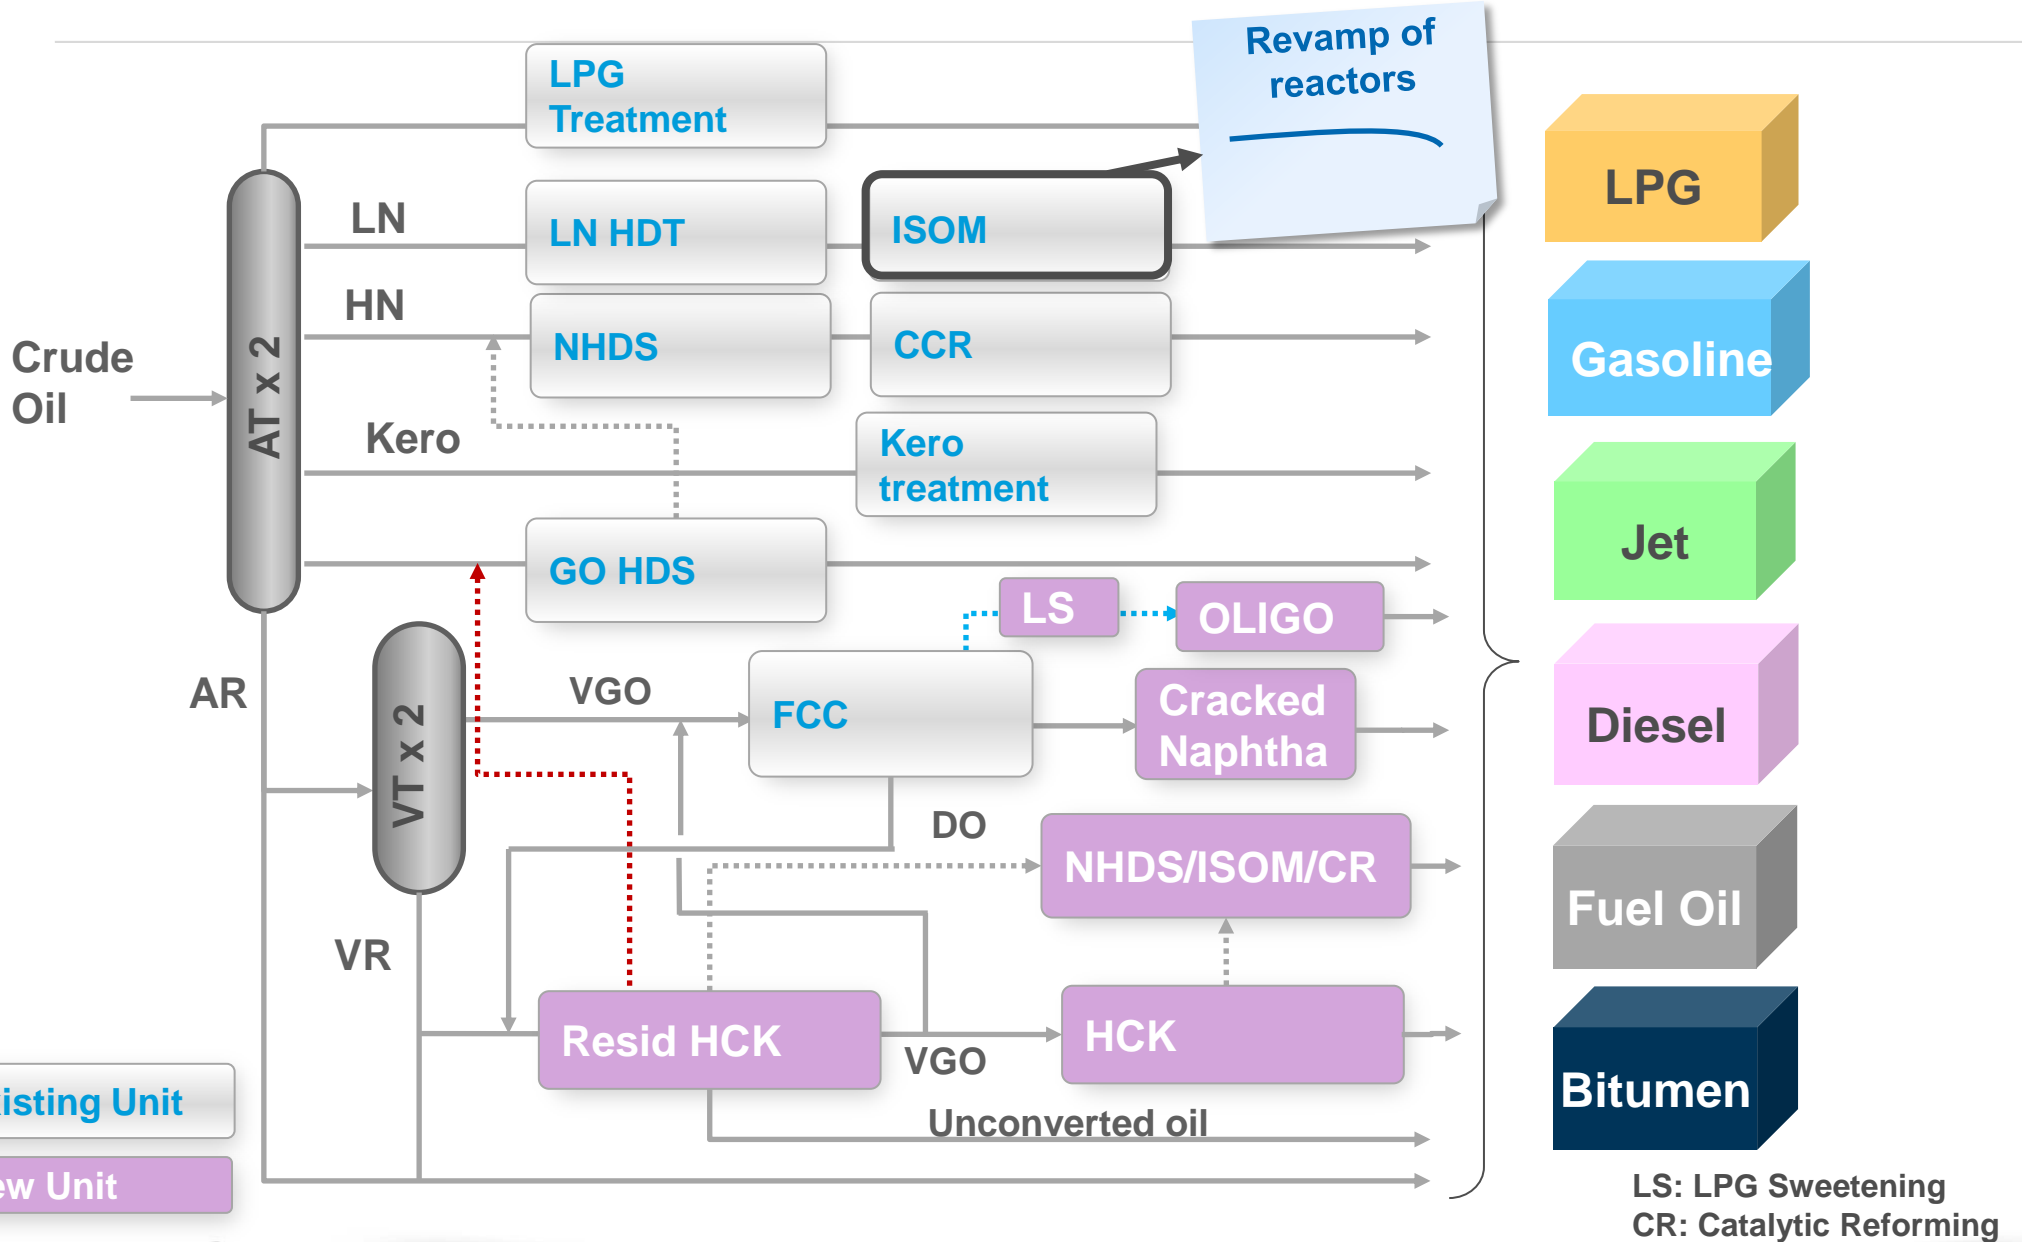 Revamp of
reactors
LPG
Treatment
LPG
LN
LN HDT
ISOM
HN
Gasoline
NHDS
CCR
Crude
Oil
AT x 2
Kero
Kero
treatment
Jet
GO HDS
LS
OLIGO
AR
VGO
FCC
Cracked
Naphtha
Diesel
VT x 2
DO
NHDS/ISOM/CR
Fuel Oil
VR
Resid HCK
VGO
HCK
Bitumen
isting Unit
Unconverted oil
ew Unit
LS: LPG Sweetening
CR: Catalytic Reforming